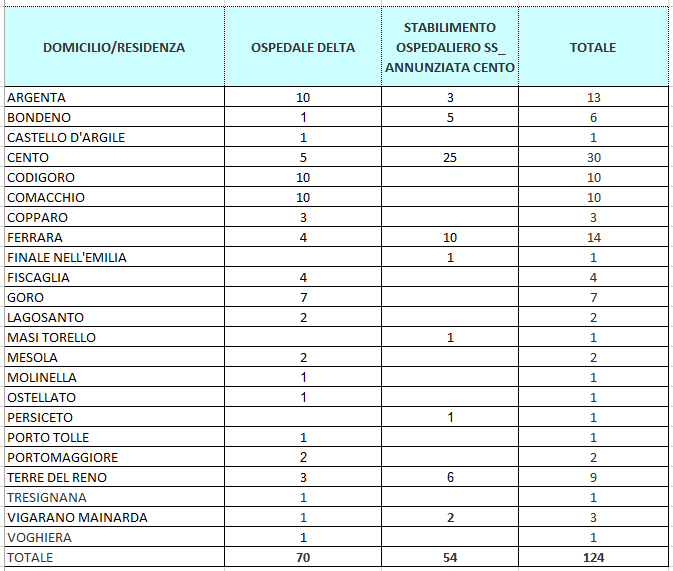 DOMICILIO/RESIDENZA OSPEDALE DELTA STABILIMENTO OSPEDALIERO SS_ ANNUNZIATA CENTO TOTALE
ARGENTA 10 3 13
BONDENO 1 5 6
CASTELLO D'ARGILE 1 1
CENTO 5 25 30
CODIGORO 10 10
COMACCHIO 10 10
COPPARO 3 3
FERRARA 4 10 14
FINALE NELL'EMILIA 1 1
FISCAGLIA 4 4
GORO 7 7
LAGOSANTO 2 2
MASI TORELLO 1 1
MESOLA 2 2
MOLINELLA 1 1
OSTELLATO 1 1
PERSICETO 1 1
PORTO TOLLE 1 1
PORTOMAGGIORE 2 2
TERRE DEL RENO 3 6 9
TRESIGNANA 1 1
VIGARANO MAINARDA 1 2 3
VOGHIERA 1 1
TOTALE 70 54 124